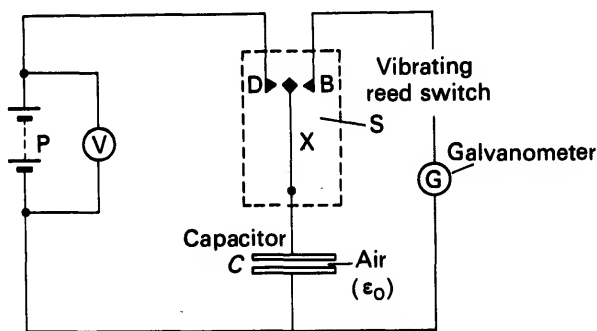 D
B
Vibrating
reed switch
S
P
V
X
Galvanometer
G
Capacitor
C
Air
(ε₀)